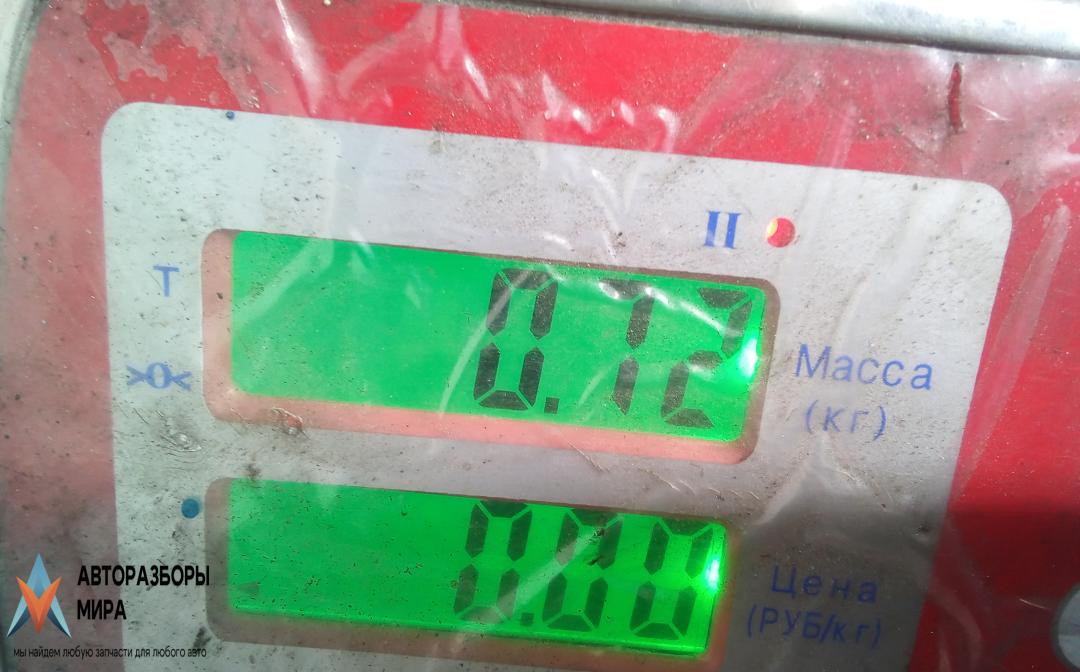 II
T
0.72
>0<
Масса
(кг)
0.00
Цена
(РУБ/кг)
АВТОРАЗБОРЫ
МИРА
мы найдем любую запчасти для любого авто